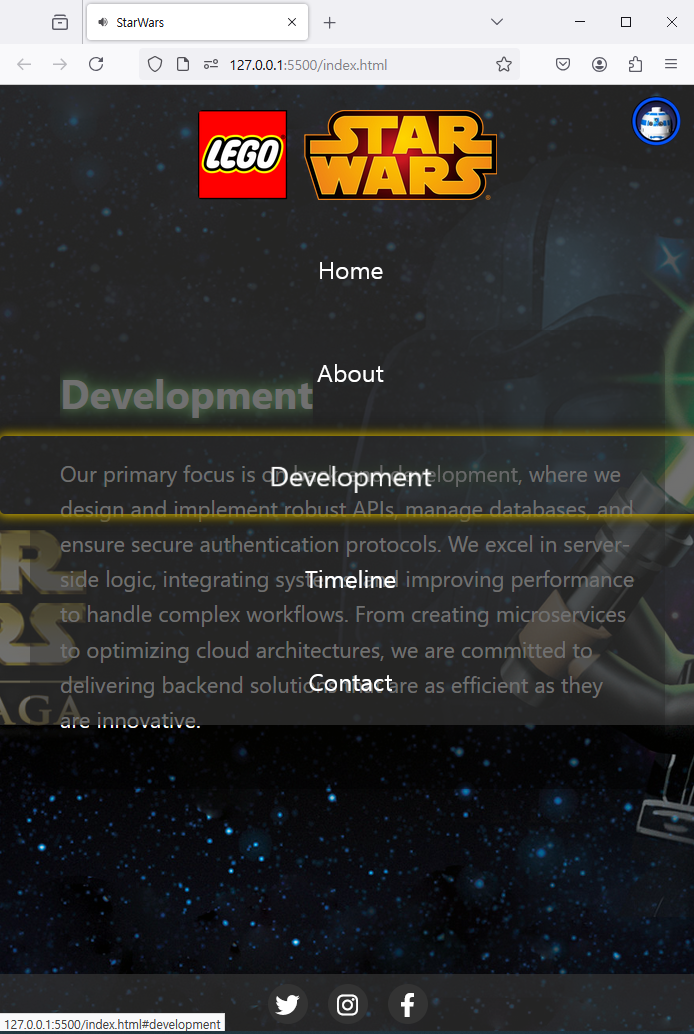 StarWars
127.0.0.1:5500/index.html
LEGO
STAR
WARS
Home
About
Development
Our primary focus is on back-end development, where we
Development
design and implement robust APIs, manage databases, and
ensure secure authentication protocols. We excel in server-
side logic, integrating systems, and improving performance
Timeline
to handle complex workflows. From creating microservices
to optimizing cloud architectures, we are committed to
delivering backend solutions that are as efficient as they
Contact
are innovative.
AGA
127.0.0.1:5500/index.html#development